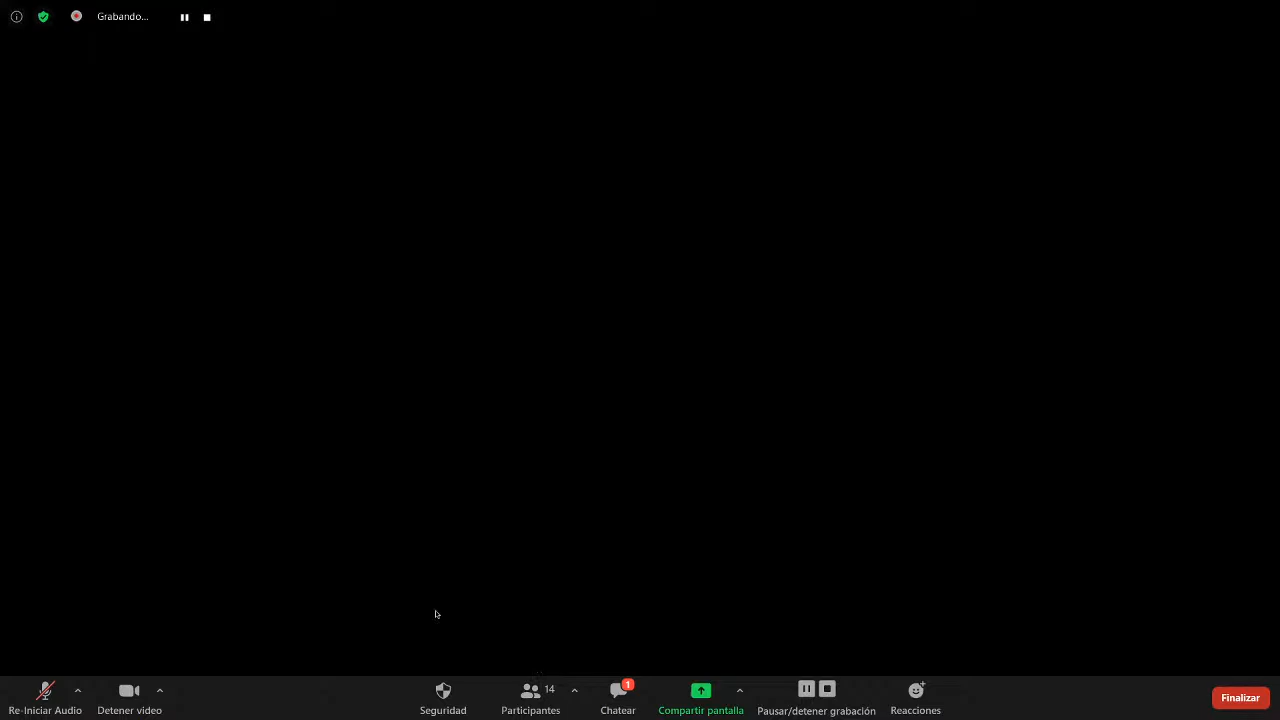 Grabando...
14
1
Re-Iniciar Audio
Detener video
Seguridad
Participantes
Chatear
Compartir pantalla
Pausar/detener grabación
Reacciones
Finalizar